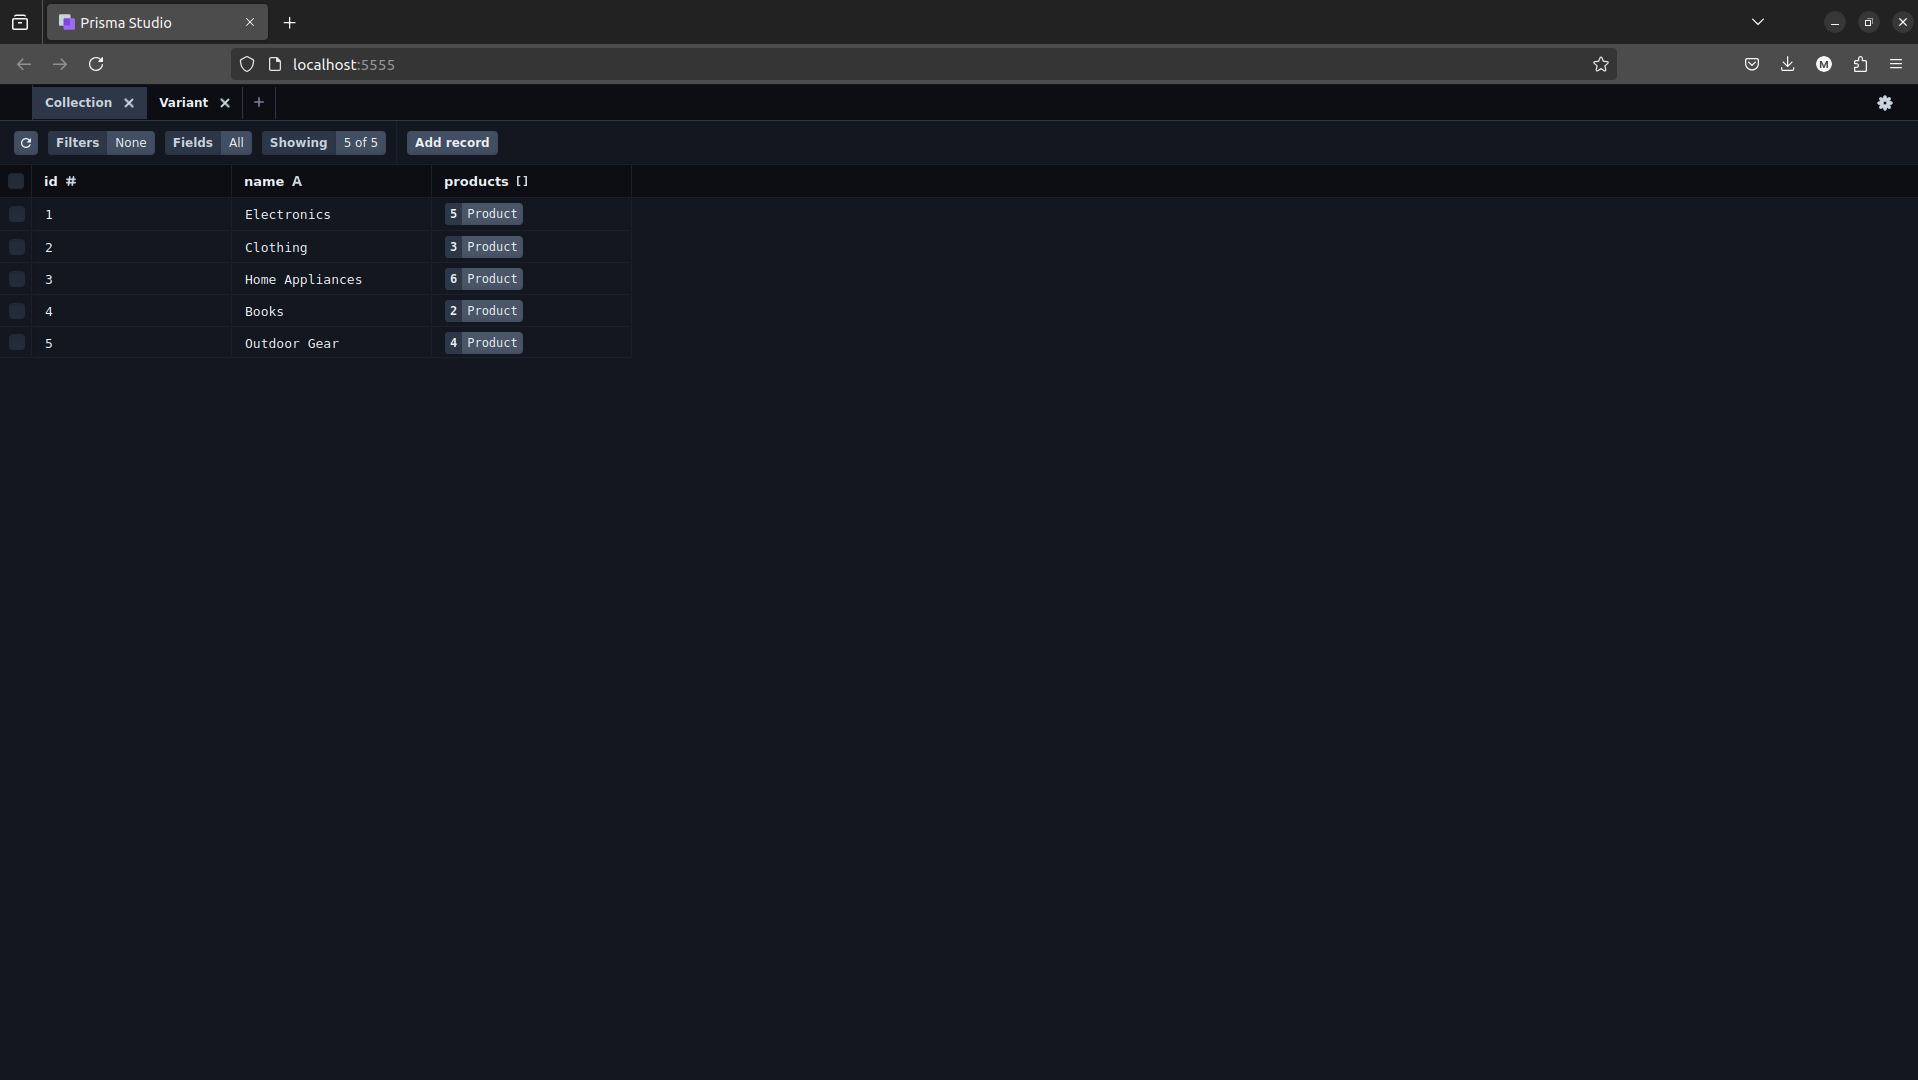 Prisma Studio
localhost:5555
M
Collection Variant
Filters None Fields All Showing 5 of 5 Add record
id # name A products []
1 Electronics 5 Product
2 Clothing 3 Product
3 Home Appliances 6 Product
4 Books 2 Product
5 Outdoor Gear 4 Product